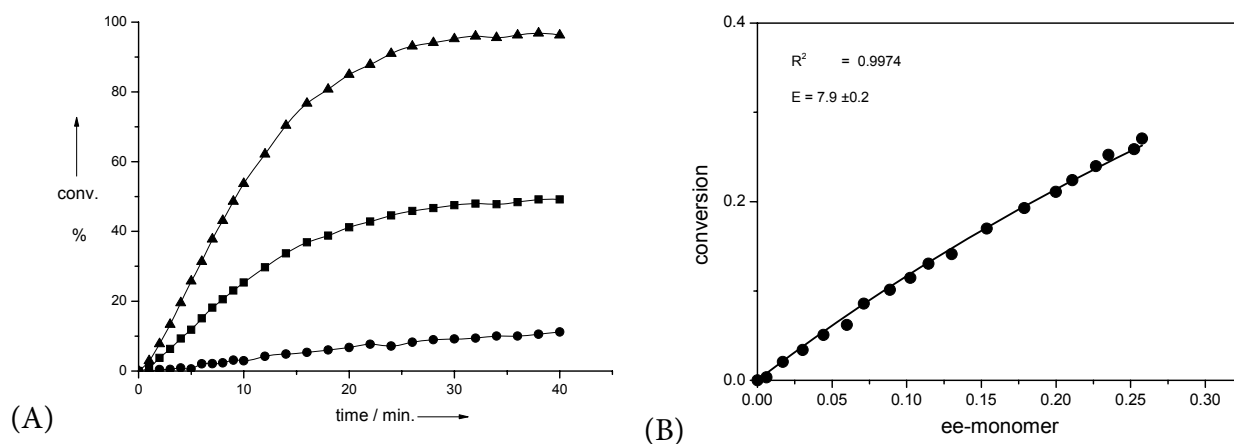 100
80
60
conv.
40
%
20
0
0 10 20 30 40
time / min.
(A)
0.4
R² = 0.9974
E = 7.9 ±0.2
conversion
0.2
0.0
0.00 0.05 0.10 0.15 0.20 0.25 0.30
ee-monomer
(B)